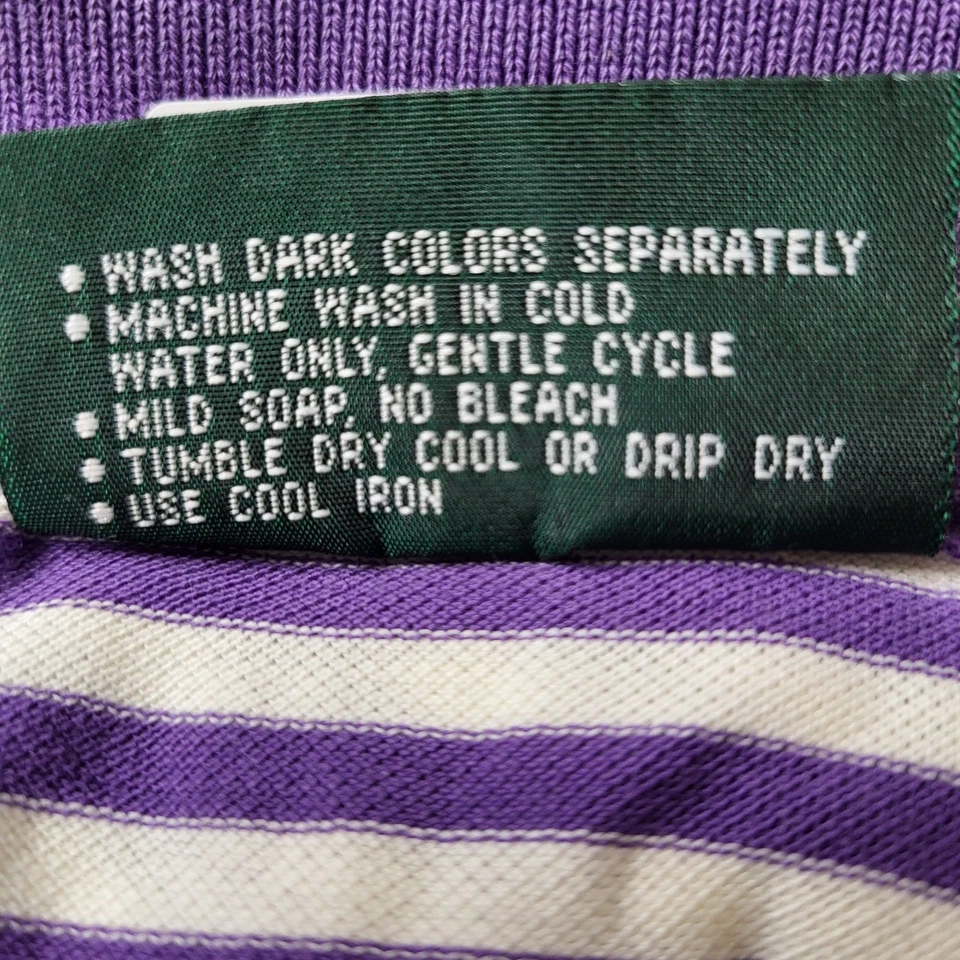 • WASH DARK COLORS SEPARATELY
• MACHINE WASH IN COLD
WATER ONLY, GENTLE CYCLE
• MILD SOAP, NO BLEACH
• TUMBLE DRY COOL OR DRIP DRY
• USE COOL IRON